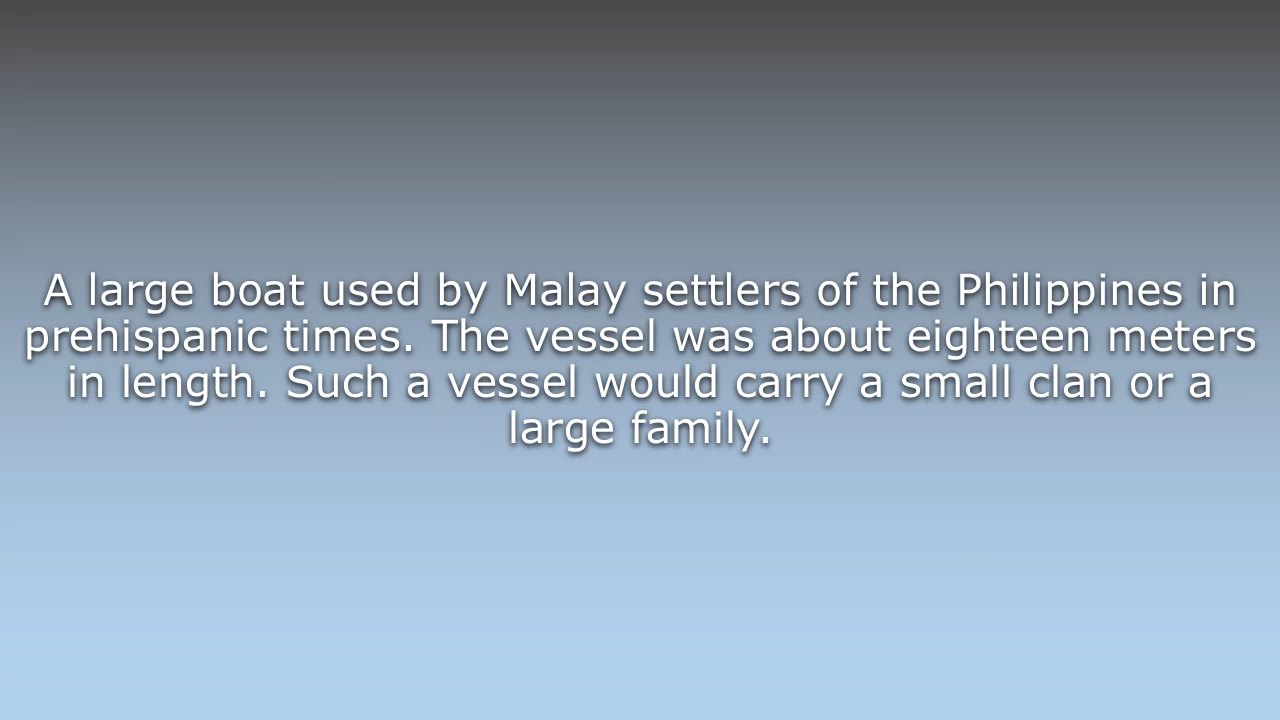 A large boat used by Malay settlers of the Philippines in
prehispanic times. The vessel was about eighteen meters
in length. Such a vessel would carry a small clan or a
large family.